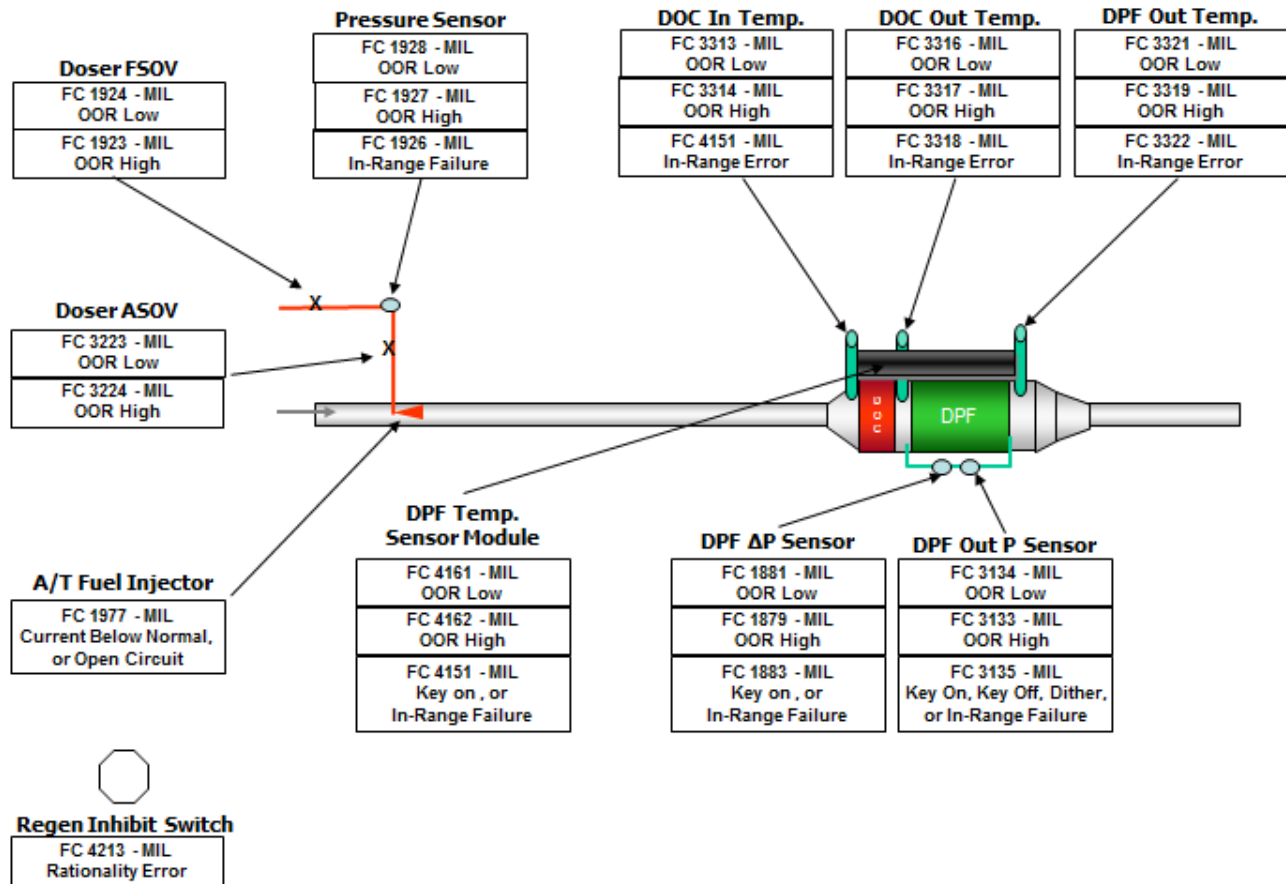 Pressure Sensor
FC 1928 - MIL
OOR Low
FC 1927 - MIL
OOR High
FC 1926 - MIL
In-Range Failure
DOC In Temp.
FC 3313 - MIL
OOR Low
FC 3314 - MIL
OOR High
FC 4151 - MIL
In-Range Error
DOC Out Temp.
FC 3316 - MIL
OOR Low
FC 3317 - MIL
OOR High
FC 3318 - MIL
In-Range Error
DPF Out Temp.
FC 3321 - MIL
OOR Low
FC 3319 - MIL
OOR High
FC 3322 - MIL
In-Range Error
Doser FSOV
FC 1924 - MIL
OOR Low
FC 1923 - MIL
OOR High
X
Doser ASOV
FC 3223 - MIL
OOR Low
FC 3224 - MIL
OOR High
X
DOC
DPF
DPF Temp.
Sensor Module
FC 4161 - MIL
OOR Low
FC 4162 - MIL
OOR High
FC 4151 - MIL
Key on , or
In-Range Failure
DPF ΔP Sensor
FC 1881 - MIL
OOR Low
FC 1879 - MIL
OOR High
FC 1883 - MIL
Key on , or
In-Range Failure
DPF Out P Sensor
FC 3134 - MIL
OOR Low
FC 3133 - MIL
OOR High
FC 3135 - MIL
Key On, Key Off, Dither,
or In-Range Failure
A/T Fuel Injector
FC 1977 - MIL
Current Below Normal,
or Open Circuit
Regen Inhibit Switch
FC 4213 - MIL
Rationality Error